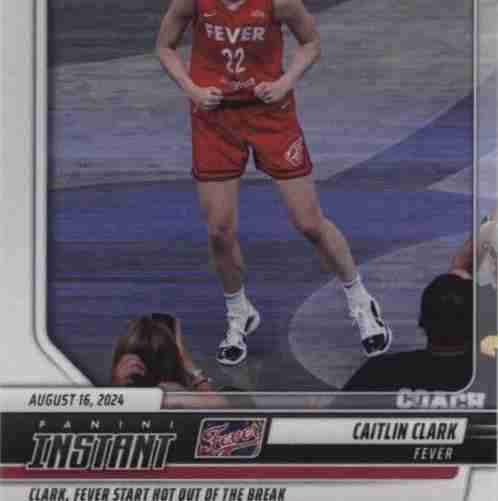 FEVER
22
COACH
AUGUST 16, 2024
PANINI
INSTANT
Fever
CAITLIN CLARK
FEVER
CLARK, FEVER START HOT OUT OF THE BREAK